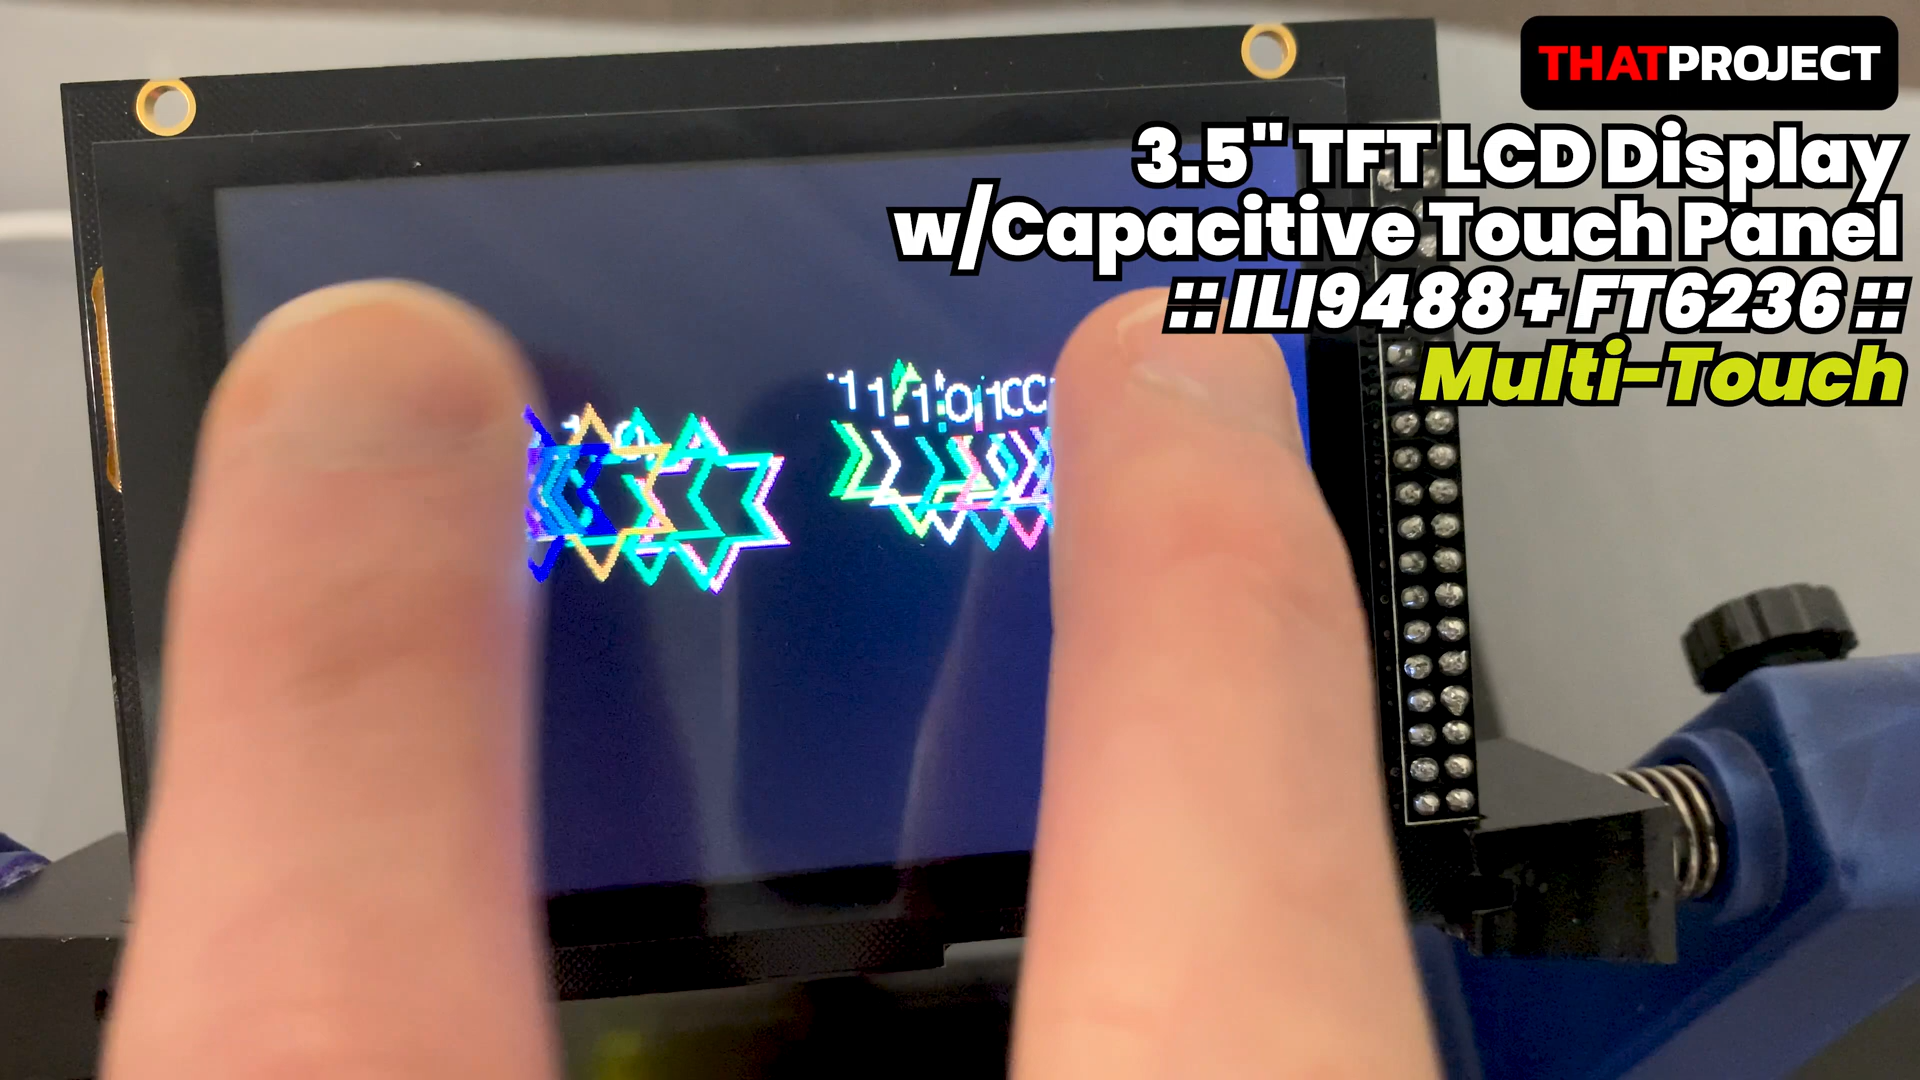 THATPROJECT
3.5" TFT LCD Display
w/Capacitive Touch Panel
:: ILI9488 + FT6236 ::
Multi-Touch